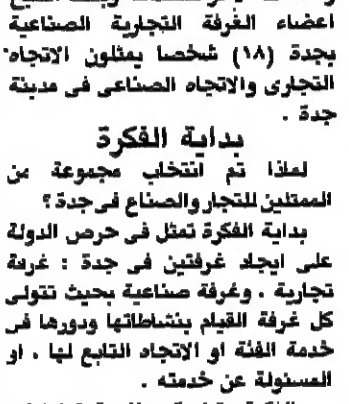 اعضاء الغرفة التجارية الصناعية
بجدة (١٨) شخصا يمثلون الاتجاه
التجارى والاتجاه الصناعى فى مدينة
جدة .
بداية الفكرة
لماذا تم انتخاب مجموعة من
الممثلين للتجار والصناع فى جدة ؟
بداية الفكرة تمثل فى حرص الدولة
على ايجاد غرفتين فى جدة : غرفة
تجارية . وغرفة صناعية بحيث تتولى
كل غرفة القيام بنشاطاتها ودورها فى
خدمة الفئة او الاتجاه التابع لها . او
المسئولة عن خدمته .